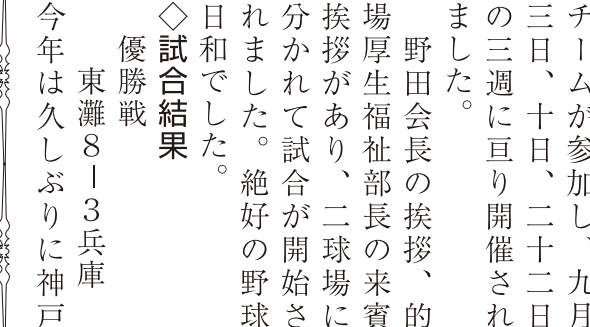 チームが参加し、九月
三日、十日、二十二日
の三週に亘り開催され
ました。
野田会長の挨拶、的
場厚生福祉部長の来賓
挨拶があり、二球場に
分かれて試合が開始さ
れました。絶好の野球
日和でした。
◇試合結果
優勝戦
東灘8－3兵庫
今年は久しぶりに神戸